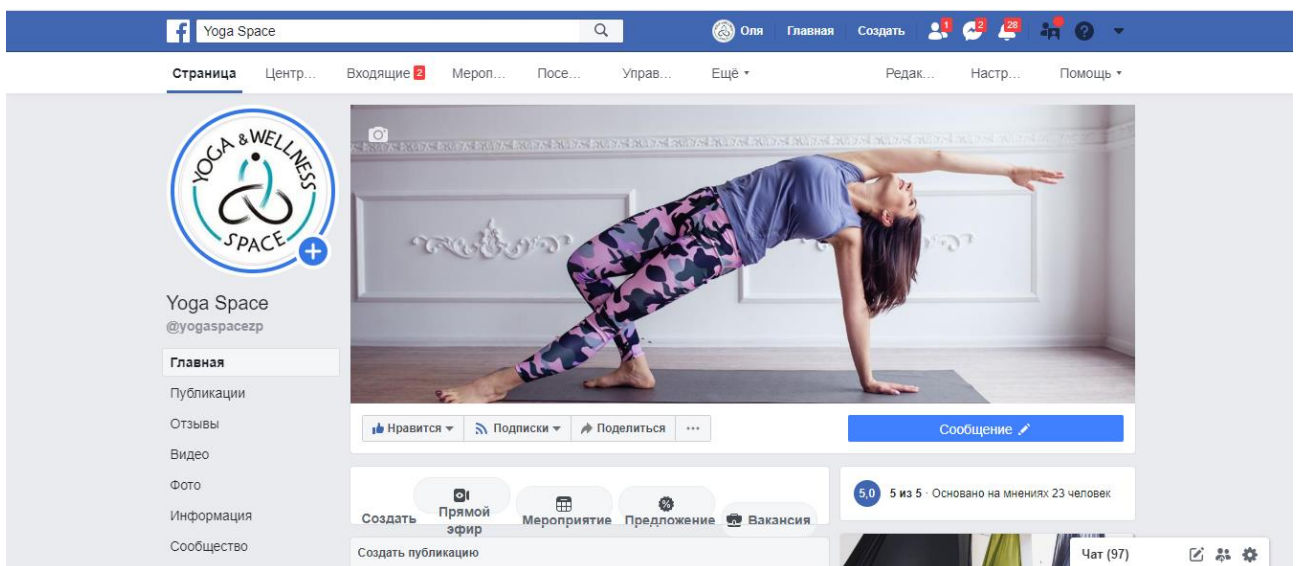 Yoga Space
Оля
Главная
Создать
1
2
28
Страница
Центр...
Входящие 2
Мероп...
Посе...
Управ...
Ещё
Редак...
Настр...
Помощь
YOGA & WELLNESS
SPACE
Yoga Space
@yogaspacezp
Главная
Публикации
Отзывы
Видео
Фото
Информация
Сообщество
Нравится
Подписки
Поделиться
Сообщение
Создать
Прямой
эфир
Мероприятие
Предложение
Вакансия
Создать публикацию
5,0 5 из 5 · Основано на мнениях 23 человек
Чат (97)